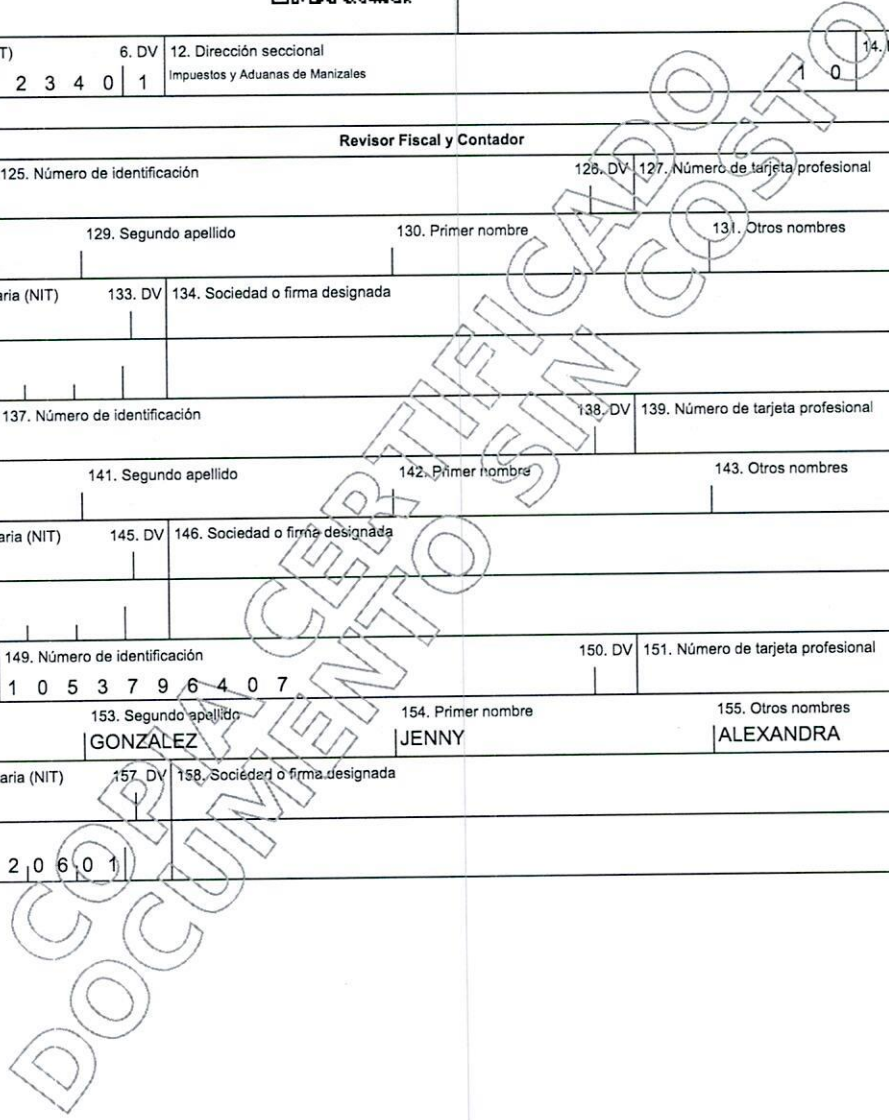 T) 6. DV 12. Dirección seccional 14.
2 3 4 0 1 Impuestos y Aduanas de Manizales 1 0
Revisor Fiscal y Contador
125. Número de identificación 126. DV 127. Número de tarjeta profesional
129. Segundo apellido 130. Primer nombre 131. Otros nombres
aria (NIT) 133. DV 134. Sociedad o firma designada
137. Número de identificación 138. DV 139. Número de tarjeta profesional
141. Segundo apellido 142. Primer nombre 143. Otros nombres
aria (NIT) 145. DV 146. Sociedad o firma designada
149. Número de identificación 150. DV 151. Número de tarjeta profesional
1 0 5 3 7 9 6 4 0 7
153. Segundo apellido 154. Primer nombre 155. Otros nombres
GONZALEZ JENNY ALEXANDRA
aria (NIT) 157. DV 158. Sociedad o firma designada
2 0 6 0 1
COPIA CERTIFICADO
DOCUMENTO SIN COSTO